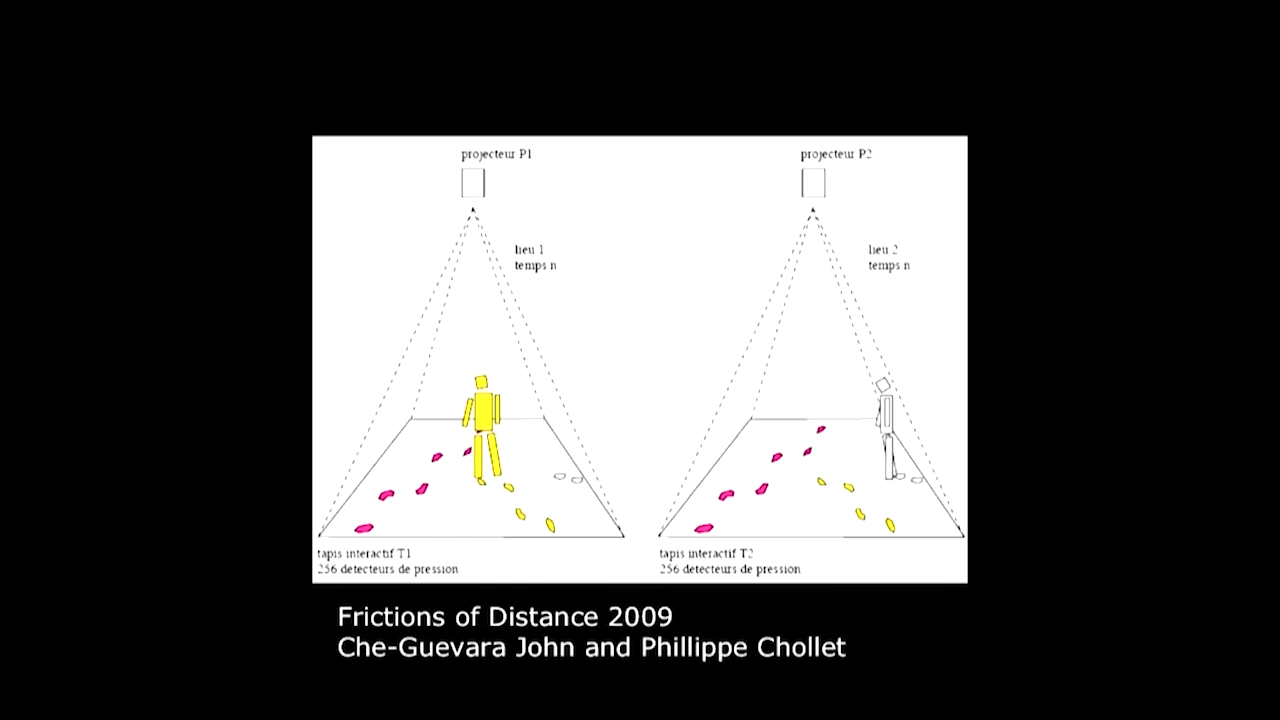 projecteur P1
projecteur P2
lieu 1
temps n
lieu 2
temps n
tapis interactif T1
256 detecteurs de pression
tapis interactif T2
256 detecteurs de pression
Frictions of Distance 2009
Che-Guevara John and Phillippe Chollet